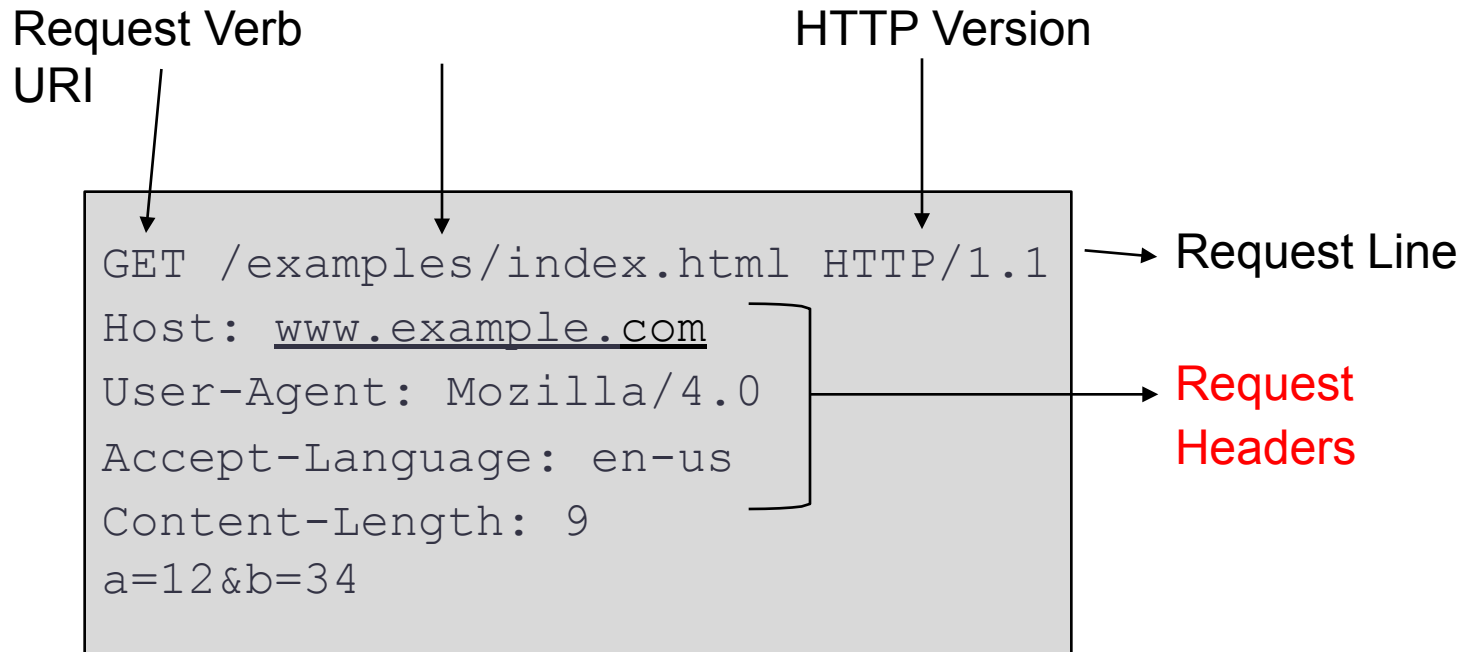 Request Verb HTTP Version
URI
GET /examples/index.html HTTP/1.1
Request Line
Host: www.example.com
User-Agent: Mozilla/4.0
Request
Headers
Accept-Language: en-us
Content-Length: 9
a=12&b=34